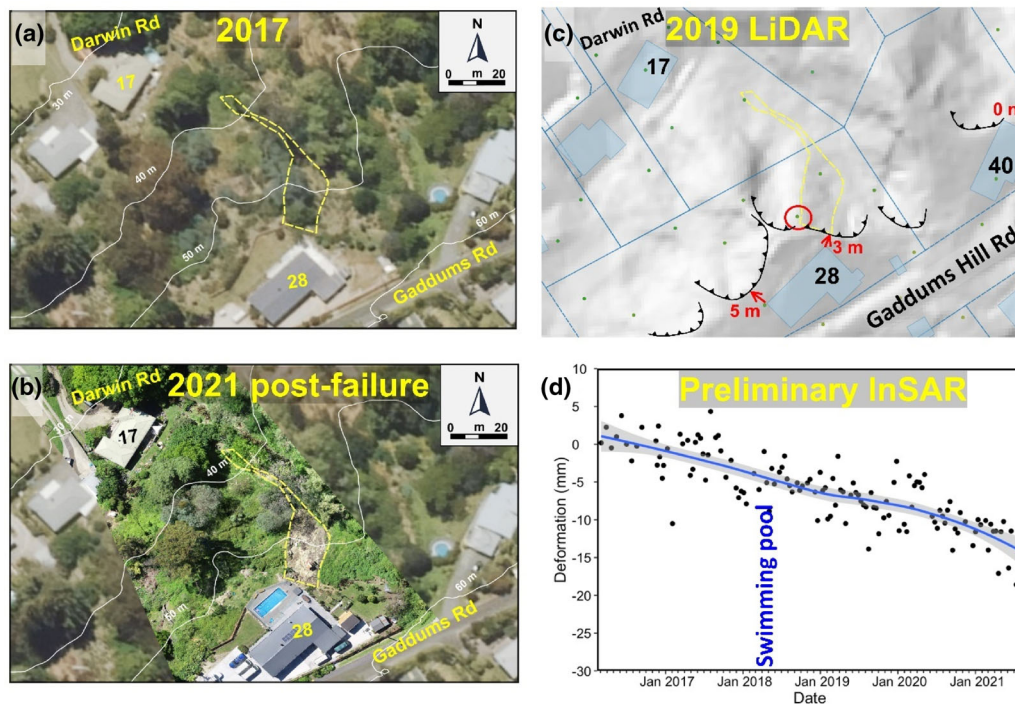 (a)
2017
Darwin Rd
17
N
0 m 20
30 m
40 m
50 m
60 m
28
Gaddums Rd
(b)
2021 post-failure
Darwin Rd
17
N
0 m 20
40 m
50 m
60 m
28
Gaddums Rd
(c)
2019 LiDAR
Darwin Rd
17
0 m
40
3 m
28
5 m
Gaddums Hill Rd
(d)
Preliminary InSAR
10
5
0
-5
-10
-15
-20
-25
-30
Deformation (mm)
Swimming pool
Jan 2017 Jan 2018 Jan 2019 Jan 2020 Jan 2021
Date